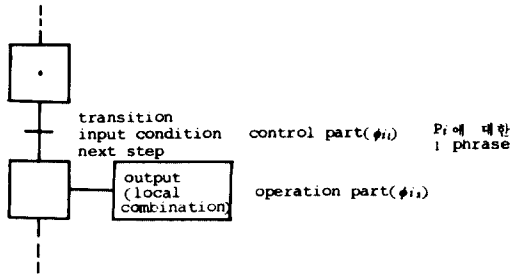 transition
input condition control part(ϕi₁) Pi에 대한
next step 1 phrase
output
(local operation part(ϕi₂)
combination)